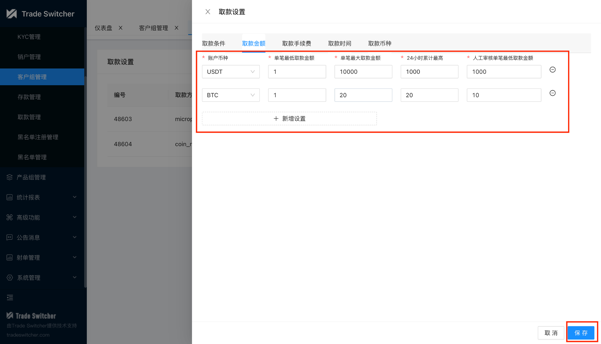 Trade Switcher
KYC管理
销户管理
客户组管理
存款管理
取款管理
黑名单注册管理
黑名单管理
产品组管理
统计报表
高级功能
公告消息
财审管理
系统管理
Trade Switcher
由Trade Switcher提供技术支持
tradeswitcher.com
仪表盘
客户组管理
取款设置
编号
取款方
48603
micros
48604
coin_r
取款设置
取款条件 取款金额 取款手续费 取款时间 取款币种
* 账户币种 * 单笔最低取款金额 * 单笔最大取款金额 * 24小时累计最高 * 人工审核单笔最低取款金额
USDT 1 10000 1000 1000
BTC 1 20 20 10
+ 新增设置
取 消 保 存